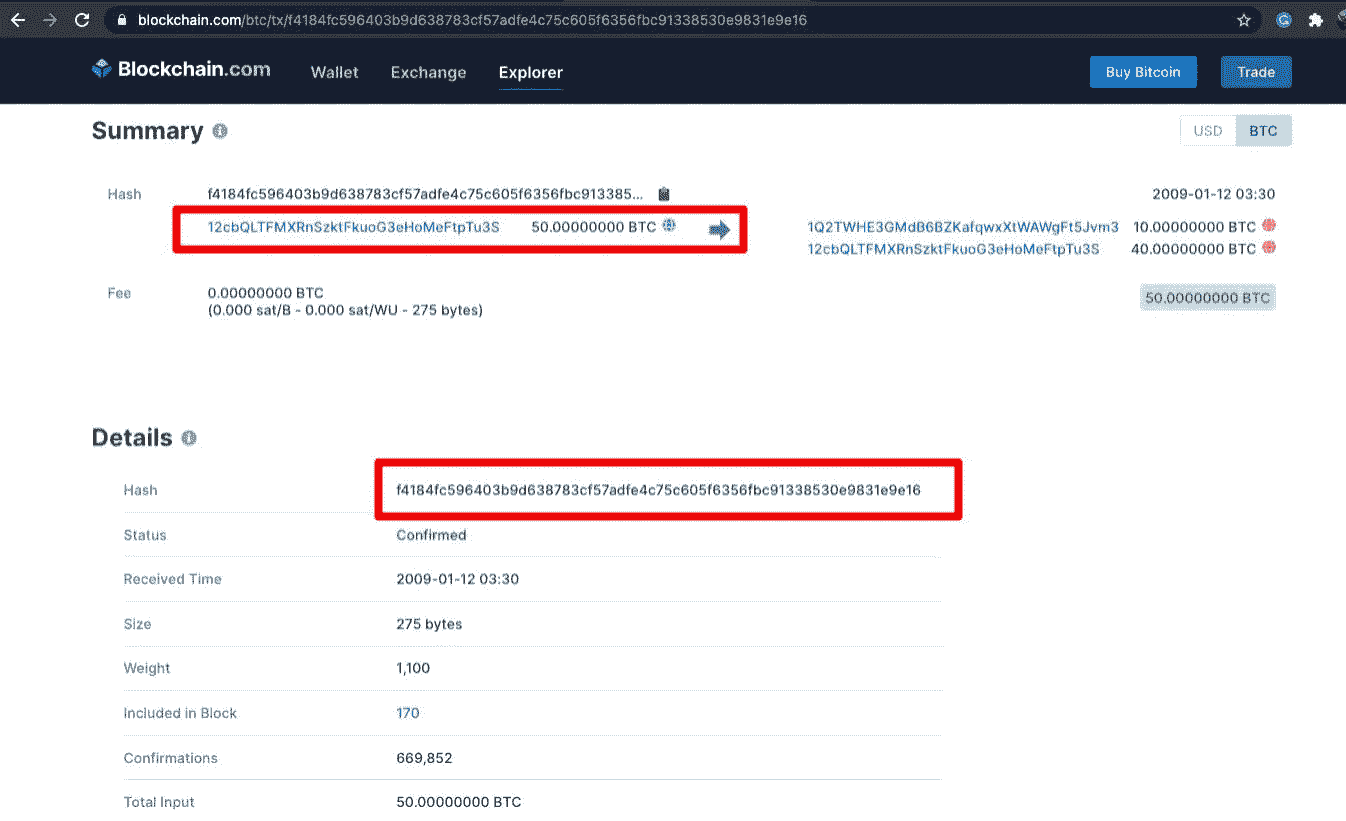 blockchain.com/btc/tx/f4184fc596403b9d638783cf57adfe4c75c605f6356fbc91338530e9831e9e16
Blockchain.com Wallet Exchange Explorer Buy Bitcoin Trade
Summary USD BTC
Hash f4184fc596403b9d638783cf57adfe4c75c605f6356fbc913385... 2009-01-12 03:30
12cbQLTFMXRnSzktFkuoG3eHoMeFtpTu3S 50.00000000 BTC 1Q2TWHE3GMdB6BZKafqwxXtWAWgFt5Jvm3 10.00000000 BTC
12cbQLTFMXRnSzktFkuoG3eHoMeFtpTu3S 40.00000000 BTC
Fee 0.00000000 BTC 50.00000000 BTC
(0.000 sat/B - 0.000 sat/WU - 275 bytes)
Details
Hash f4184fc596403b9d638783cf57adfe4c75c605f6356fbc91338530e9831e9e16
Status Confirmed
Received Time 2009-01-12 03:30
Size 275 bytes
Weight 1,100
Included in Block 170
Confirmations 669,852
Total Input 50.00000000 BTC